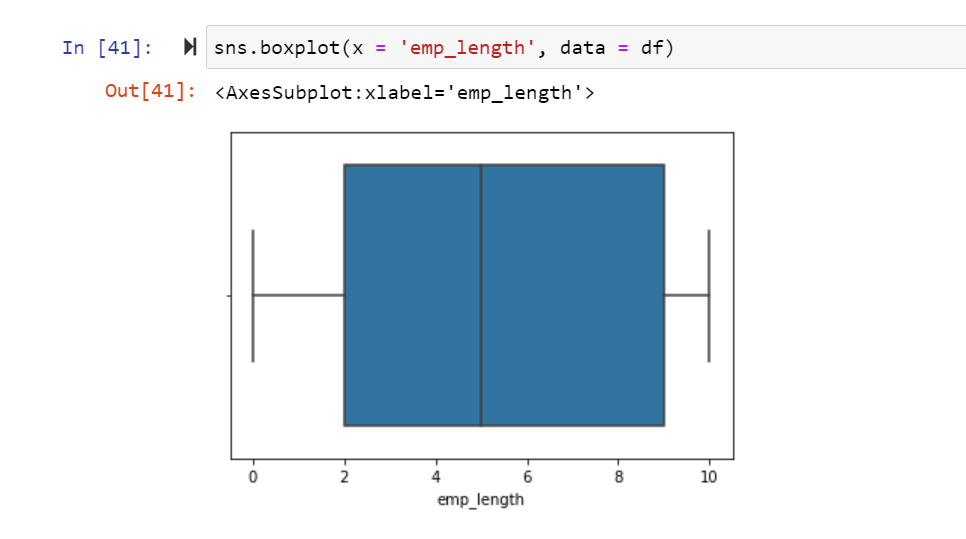 In [41]: sns.boxplot(x = 'emp_length', data = df)
Out[41]: <AxesSubplot:xlabel='emp_length'>
0 2 4 6 8 10
emp_length